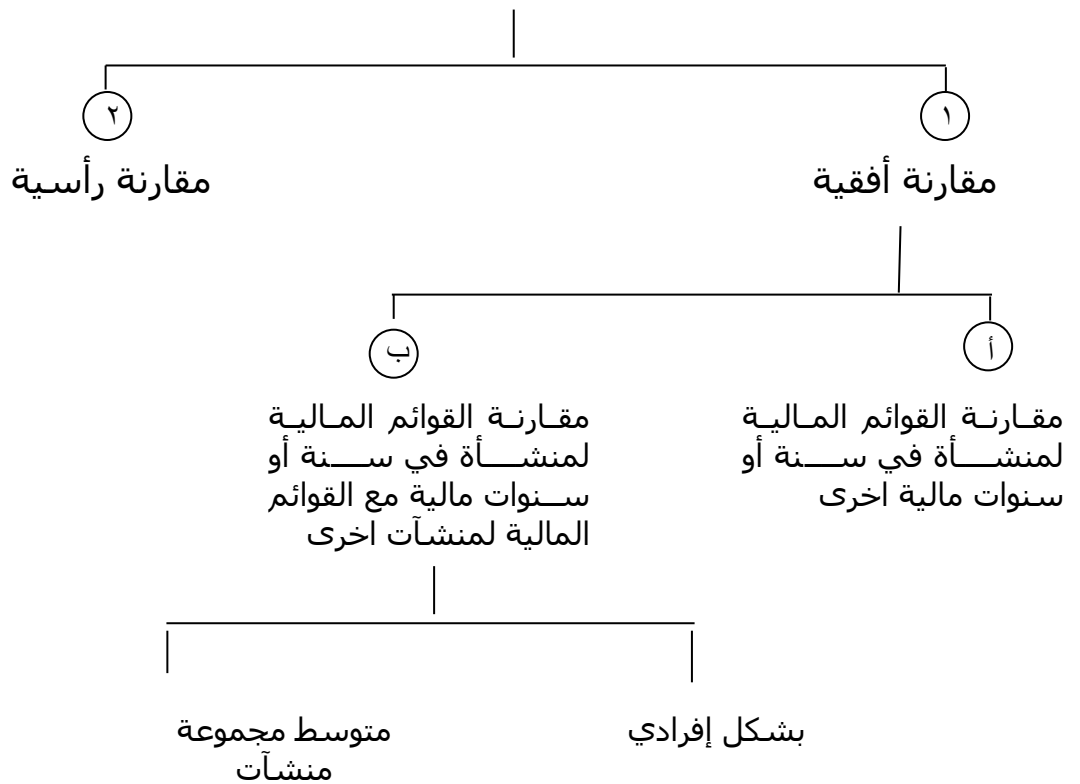 ١
٢
مقارنة أفقية
مقارنة رأسية
أ
ب
مقارنة القوائم المالية
لمنشأة في سنة أو
سنوات مالية اخرى
مقارنة القوائم المالية
لمنشأة في سنة أو
سنوات مالية مع القوائم
المالية لمنشآت اخرى
بشكل إفرادي
متوسط مجموعة
منشآت